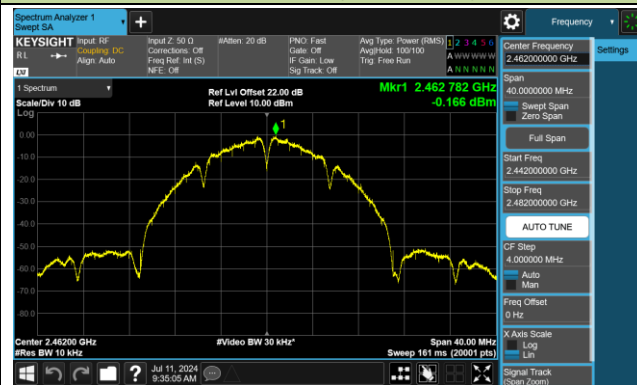 Spectrum Analyzer 1
Swept SA
Frequency
KEYSIGHT
Input: RF
Input Z: 50 Ω
#Atten: 20 dB
PNO: Fast
Avg Type: Power (RMS)
1 2 3 4 5 6
RL
Coupling: DC
Corrections: Off
Gate: Off
Avg|Hold: 100/100
A W W W W W
Align: Auto
Freq Ref: Int (S)
IF Gain: Low
Trig: Free Run
NFE: Off
Sig Track: Off
A N N N N N
LXI
1 Spectrum
Scale/Div 10 dB
Log
Ref Lvl Offset 22.00 dB
Ref Level 10.00 dBm
Mkr1 2.462 782 GHz
-0.166 dBm
1
0.00
-10.0
-20.0
-30.0
-40.0
-50.0
-60.0
-70.0
-80.0
Center 2.46200 GHz
#Video BW 30 kHz*
Span 40.00 MHz
#Res BW 10 kHz
Sweep 161 ms (20001 pts)
Center Frequency
2.462000000 GHz
Settings
Span
40.0000000 MHz
Swept Span
Zero Span
Full Span
Start Freq
2.442000000 GHz
Stop Freq
2.482000000 GHz
AUTO TUNE
CF Step
4.000000 MHz
Auto
Man
Freq Offset
0 Hz
X Axis Scale
Log
Lin
Signal Track
(Span Zoom)
?
Jul 11, 2024
9:35:05 AM